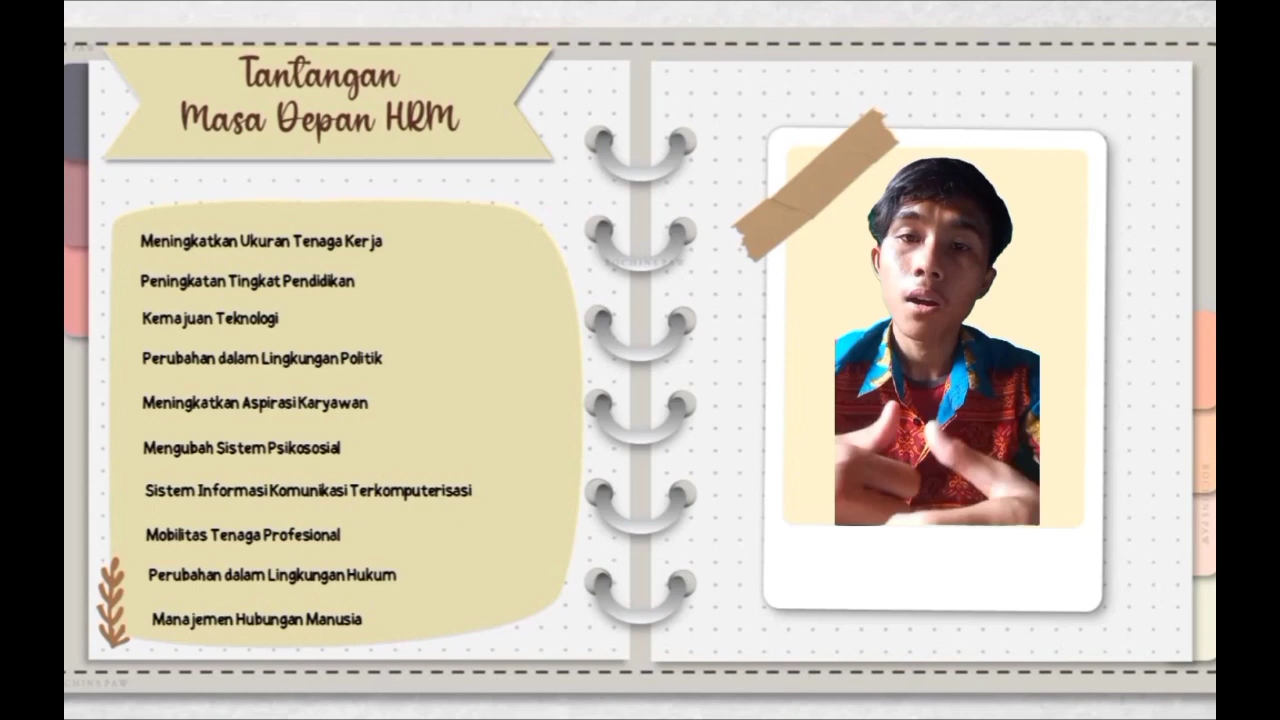 Tantangan
Masa Depan HRM
Meningkatkan Ukuran Tenaga Kerja
Peningkatan Tingkat Pendidikan
Kemajuan Teknologi
Perubahan dalam Lingkungan Politik
Meningkatkan Aspirasi Karyawan
Mengubah Sistem Psikososial
Sistem Informasi Komunikasi Terkomputerisasi
Mobilitas Tenaga Profesional
Perubahan dalam Lingkungan Hukum
Manajemen Hubungan Manusia